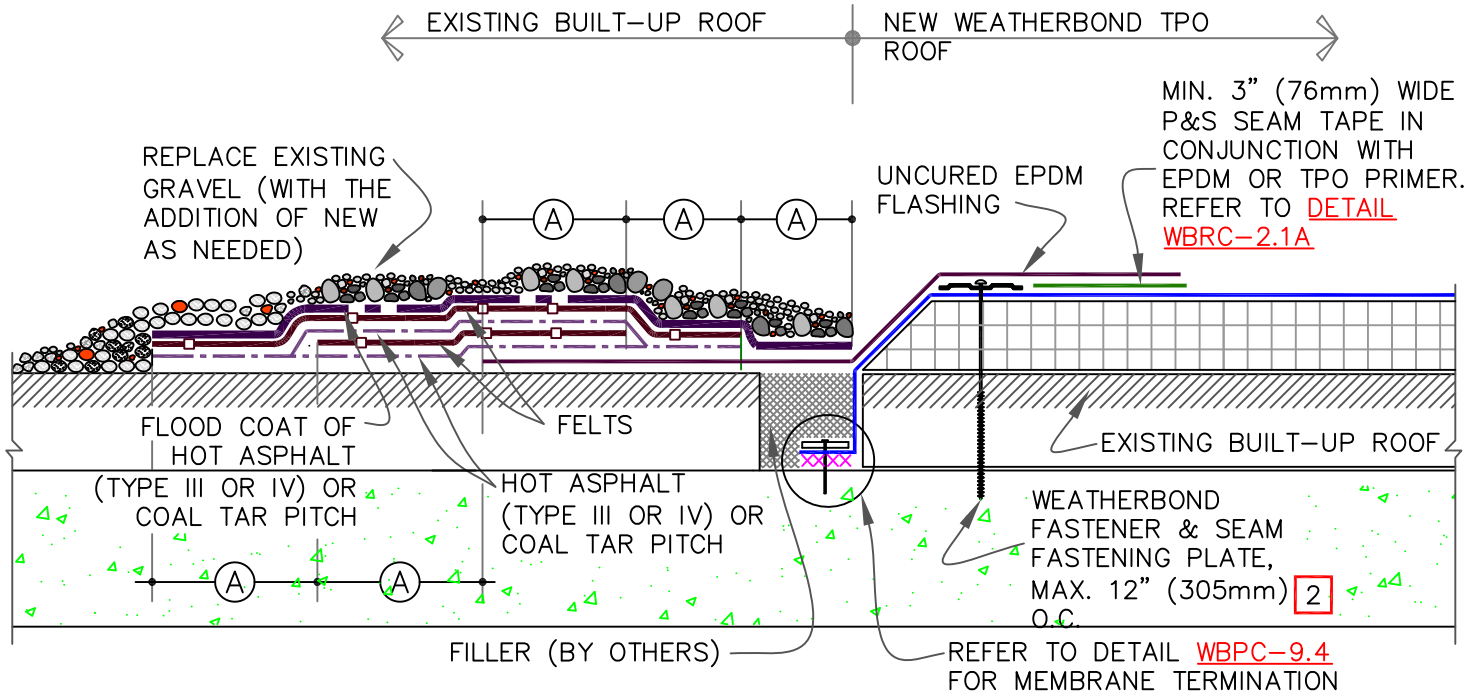 EXISTING BUILT-UP ROOF
NEW WEATHERBOND TPO
ROOF
MIN. 3" (76mm) WIDE
P&S SEAM TAPE IN
CONJUNCTION WITH
EPDM OR TPO PRIMER.
REFER TO DETAIL
WBRC-2.1A
REPLACE EXISTING
GRAVEL (WITH THE
ADDITION OF NEW
AS NEEDED)
UNCURED EPDM
FLASHING
A
A
A
FLOOD COAT OF
HOT ASPHALT
(TYPE III OR IV) OR
COAL TAR PITCH
FELTS
HOT ASPHALT
(TYPE III OR IV) OR
COAL TAR PITCH
EXISTING BUILT-UP ROOF
WEATHERBOND
FASTENER & SEAM
FASTENING PLATE,
MAX. 12" (305mm) 2
O.C.
A
A
FILLER (BY OTHERS)
REFER TO DETAIL WBPC-9.4
FOR MEMBRANE TERMINATION